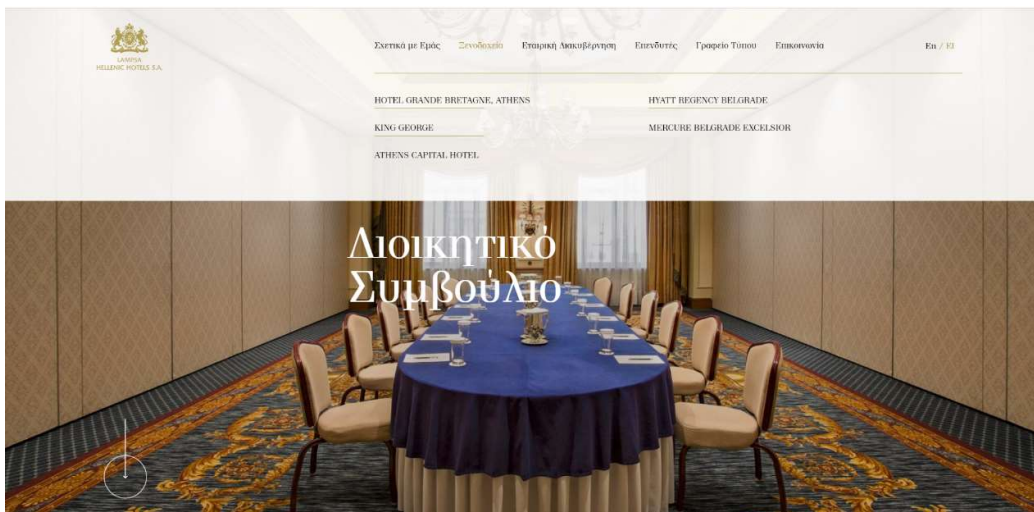 LAMPSA
HELLENIC HOTELS S.A.
Σχετικά με Εμάς Ξενοδοχεία Εταιρική Διακυβέρνηση Επενδυτές Γραφείο Τύπου Επικοινωνία En / El
HOTEL GRANDE BRETAGNE, ATHENS HYATT REGENCY BELGRADE
KING GEORGE MERCURE BELGRADE EXCELSIOR
ATHENS CAPITAL HOTEL
Διοικητικό
Συμβούλιο